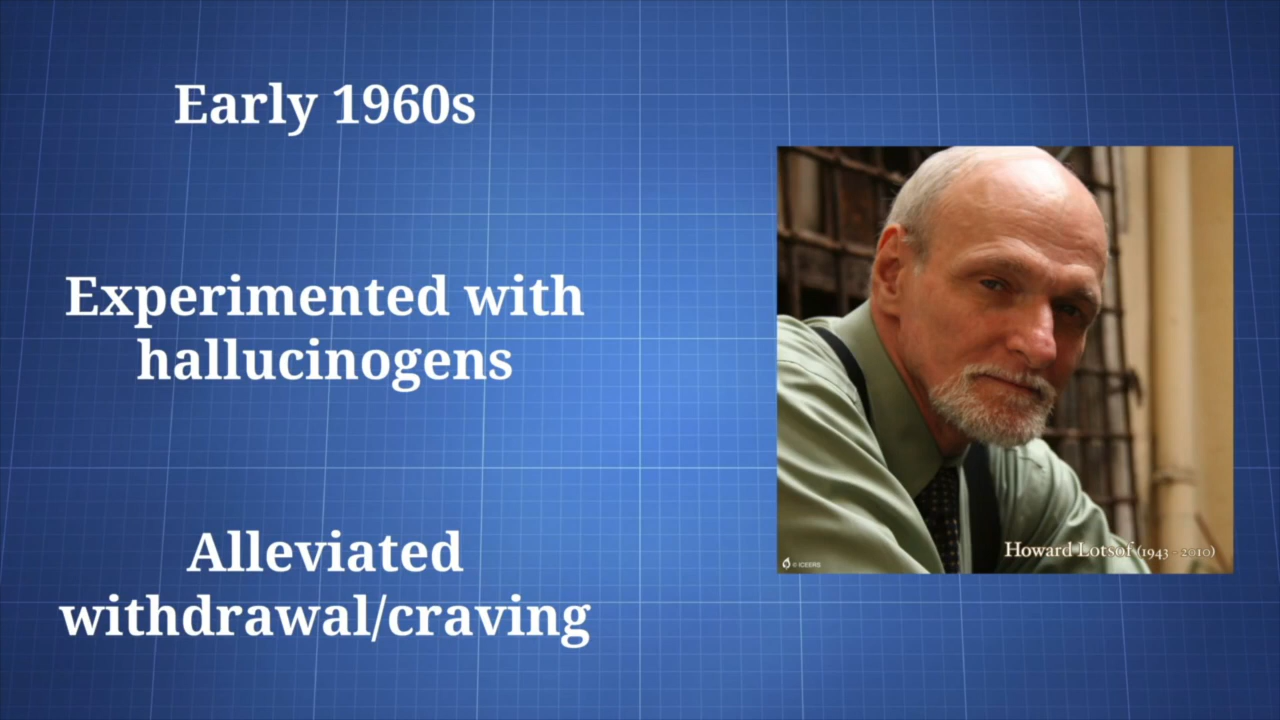 Early 1960s
Experimented with
hallucinogens
Alleviated
withdrawal/craving
Howard Lotsof (1943 - 2010)
© ICEERS